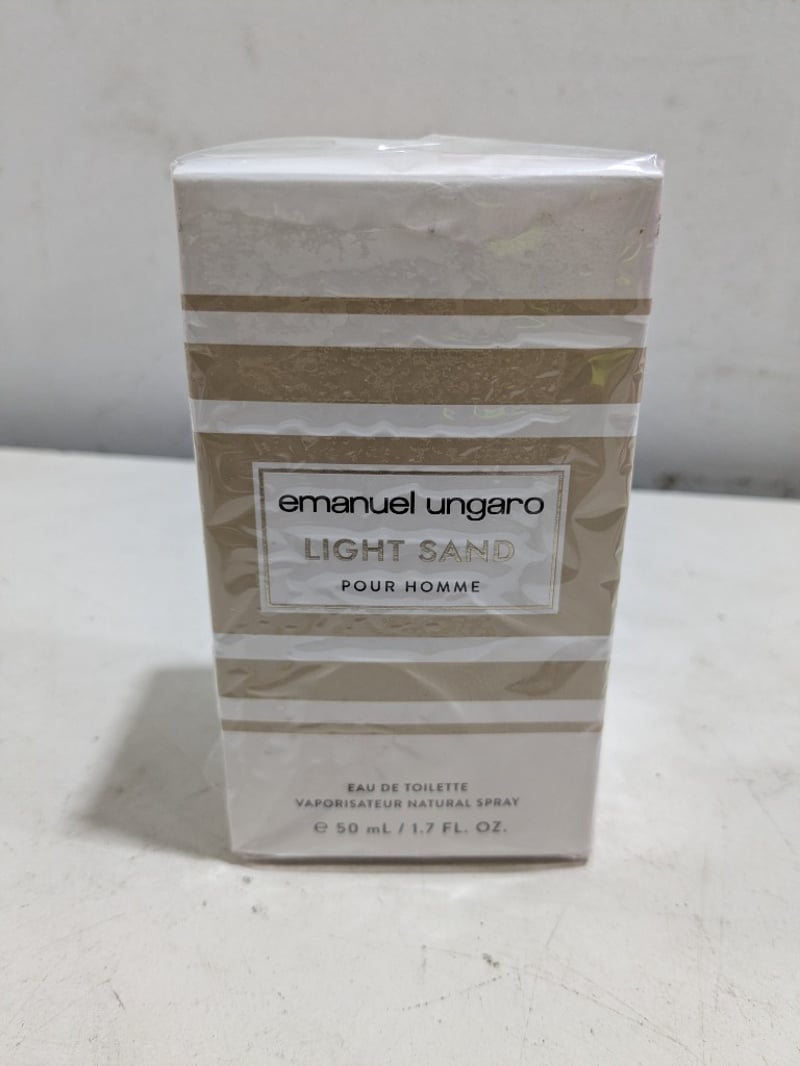 emanuel ungaro
LIGHT SAND
POUR HOMME
EAU DE TOILETTE
VAPORISATEUR NATURAL SPRAY
℮ 50 mL / 1.7 FL. OZ.